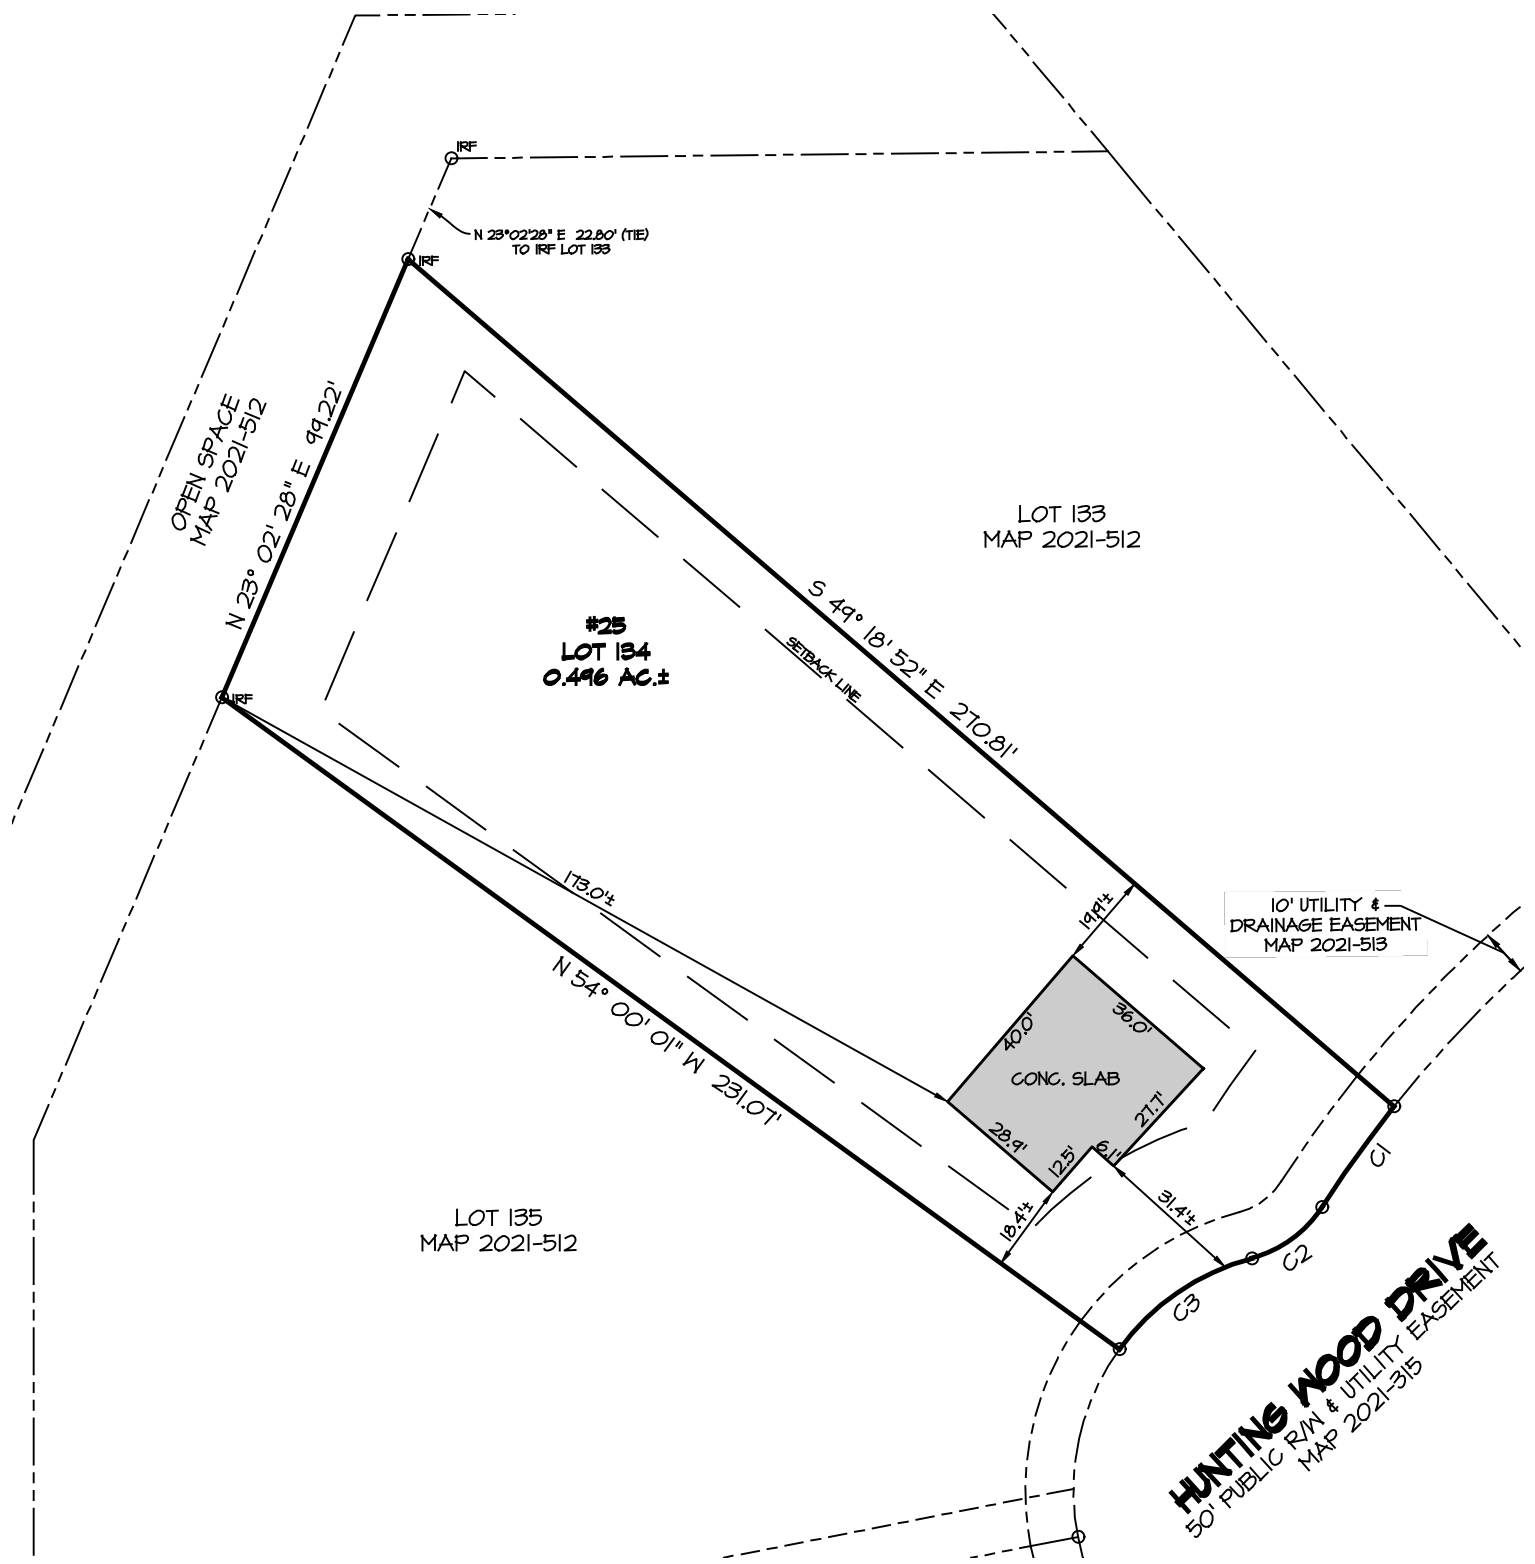 IRF
N 23°02'28" E 22.80' (TIE)
TO IRF LOT 133
IRF
OPEN SPACE
MAP 2021-512
N 23° 02' 28" E 99.22'
LOT 133
MAP 2021-512
S 49° 18' 52" E 270.81'
#25
LOT 134
0.496 AC.±
SETBACK LINE
IRF
173.0'±
19.9'±
10' UTILITY &
DRAINAGE EASEMENT
MAP 2021-513
N 54° 00' 01" W 231.07'
40.0'
36.0'
CONC. SLAB
27.7'
28.9'
12.5'
6.1'
18.4'±
31.4'±
C1
C2
C3
LOT 135
MAP 2021-512
HUNTING WOOD DRIVE
50' PUBLIC R/W & UTILITY EASEMENT
MAP 2021-315